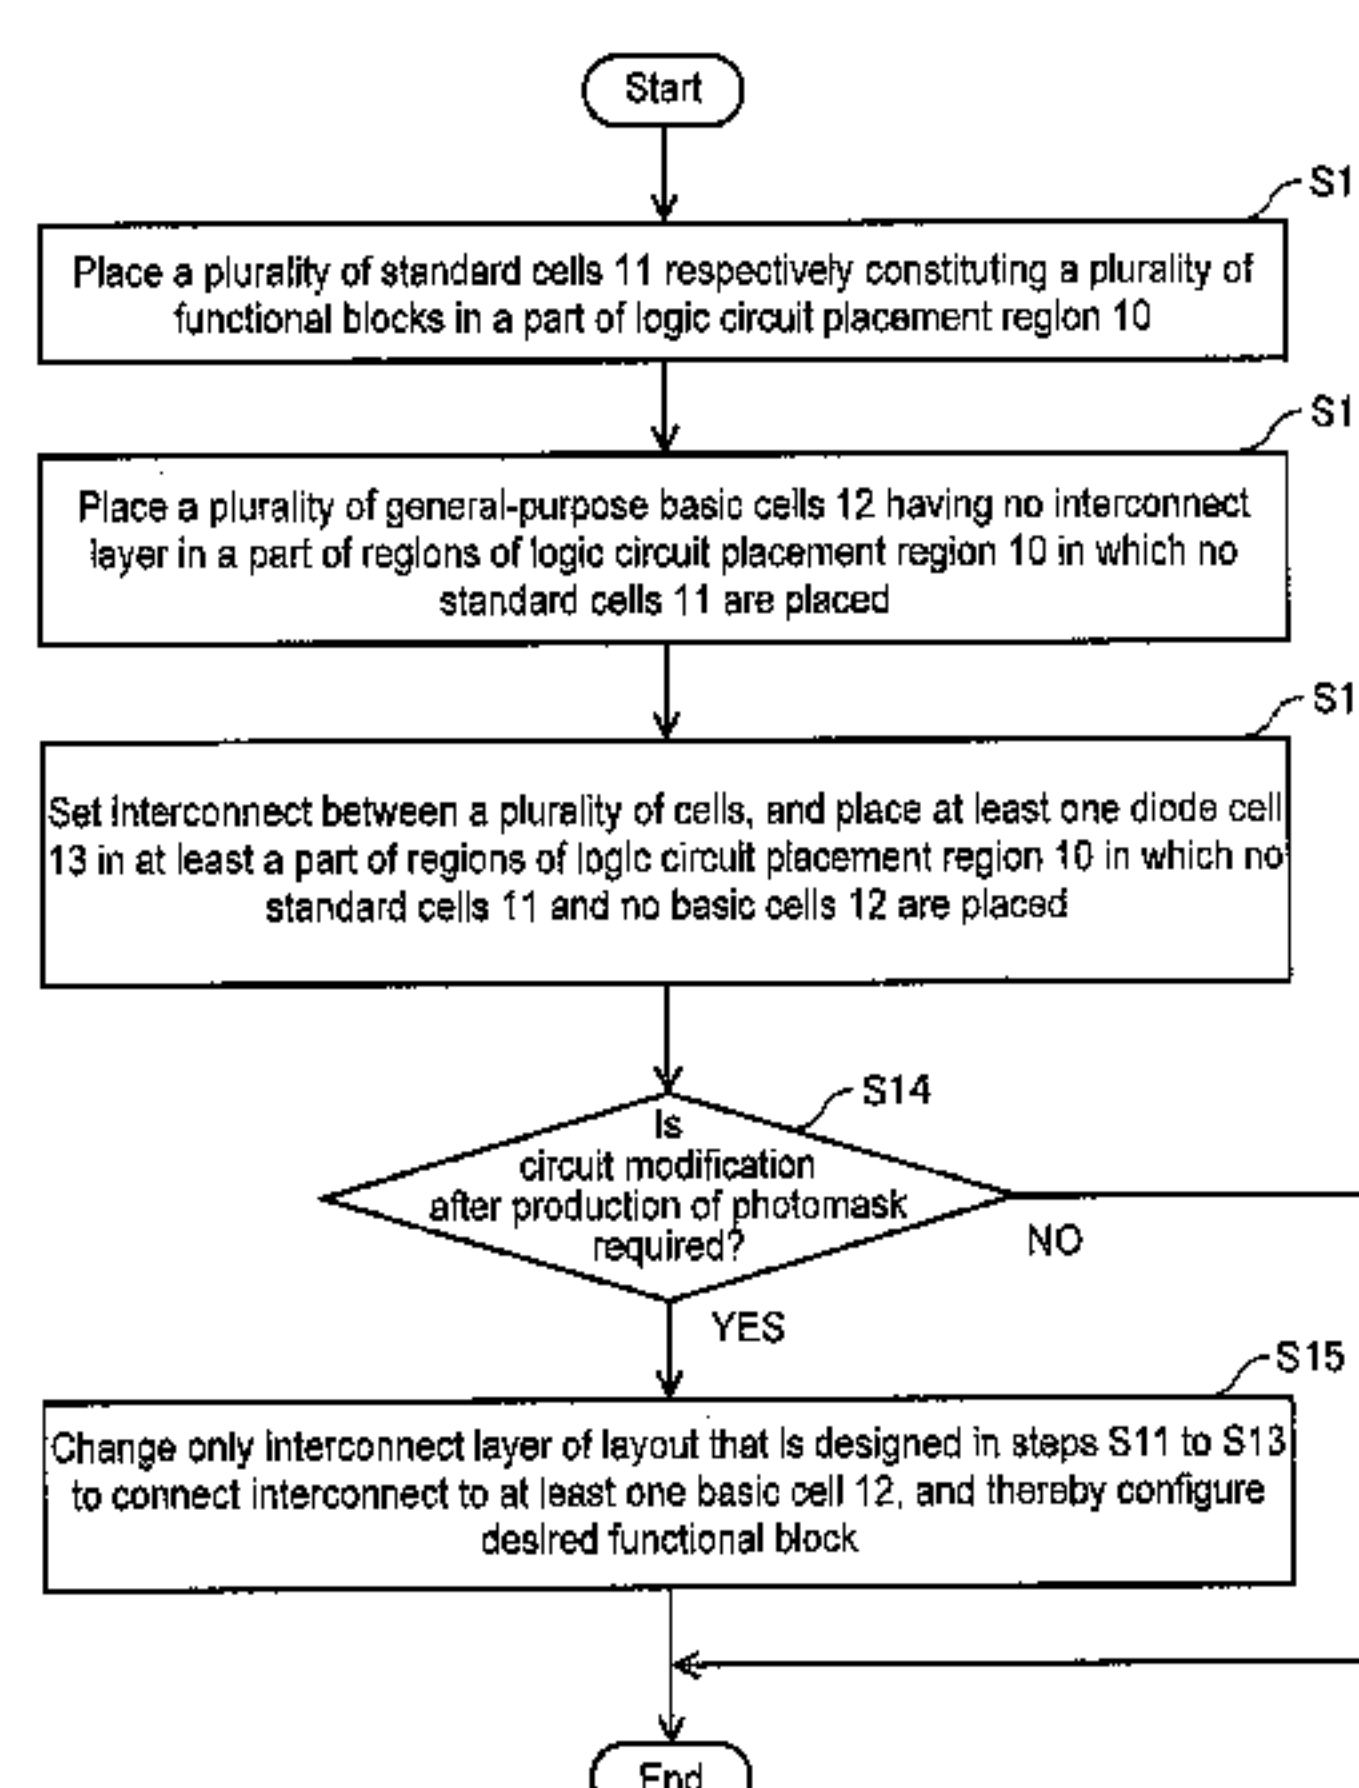 Start
S1
Place a plurality of standard cells 11 respectively constituting a plurality of
functional blocks in a part of logic circuit placement region 10
S1
Place a plurality of general-purpose basic cells 12 having no interconnect
layer in a part of regions of logic circuit placement region 10 in which no
standard cells 11 are placed
S1
Set interconnect between a plurality of cells, and place at least one diode cell
13 in at least a part of regions of logic circuit placement region 10 in which no
standard cells 11 and no basic cells 12 are placed
S14
Is
circuit modification
after production of photomask
required?
NO
YES
S15
Change only interconnect layer of layout that is designed in steps S11 to S13
to connect interconnect to at least one basic cell 12, and thereby configure
desired functional block
End